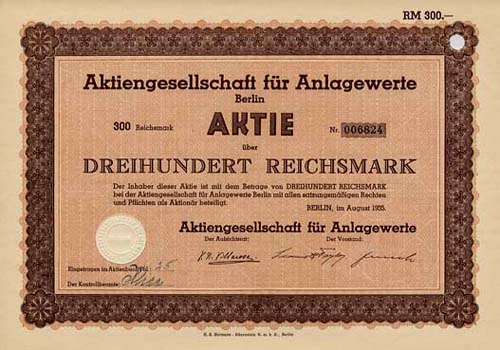 RM 300.—
Aktiengesellschaft für Anlagewerte
Berlin
300 Reichsmark AKTIE Nr. 006824
über
DREIHUNDERT REICHSMARK
Der Inhaber dieser Aktie ist mit dem Betrage von DREIHUNDERT REICHSMARK
bei der Aktiengesellschaft für Anlagewerte Berlin mit allen satzungsmäßigen Rechten
und Pflichten als Aktionär beteiligt.
BERLIN, im August 1935.
Aktiengesellschaft für Anlagewerte
Der Aufsichtsrat: Der Vorstand:
Eingetragen im Aktienbuch
Der Kontrollbeamte:
G. m. b. H., Berlin